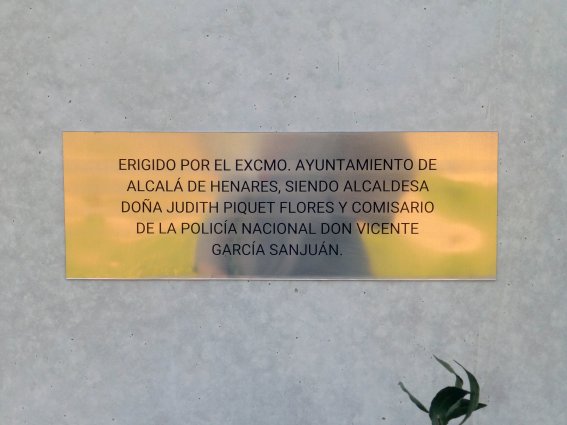 ERIGIDO POR EL EXCMO. AYUNTAMIENTO DE
ALCALÁ DE HENARES, SIENDO ALCALDESA
DOÑA JUDITH PIQUET FLORES Y COMISARIO
DE LA POLICÍA NACIONAL DON VICENTE
GARCÍA SANJUÁN.